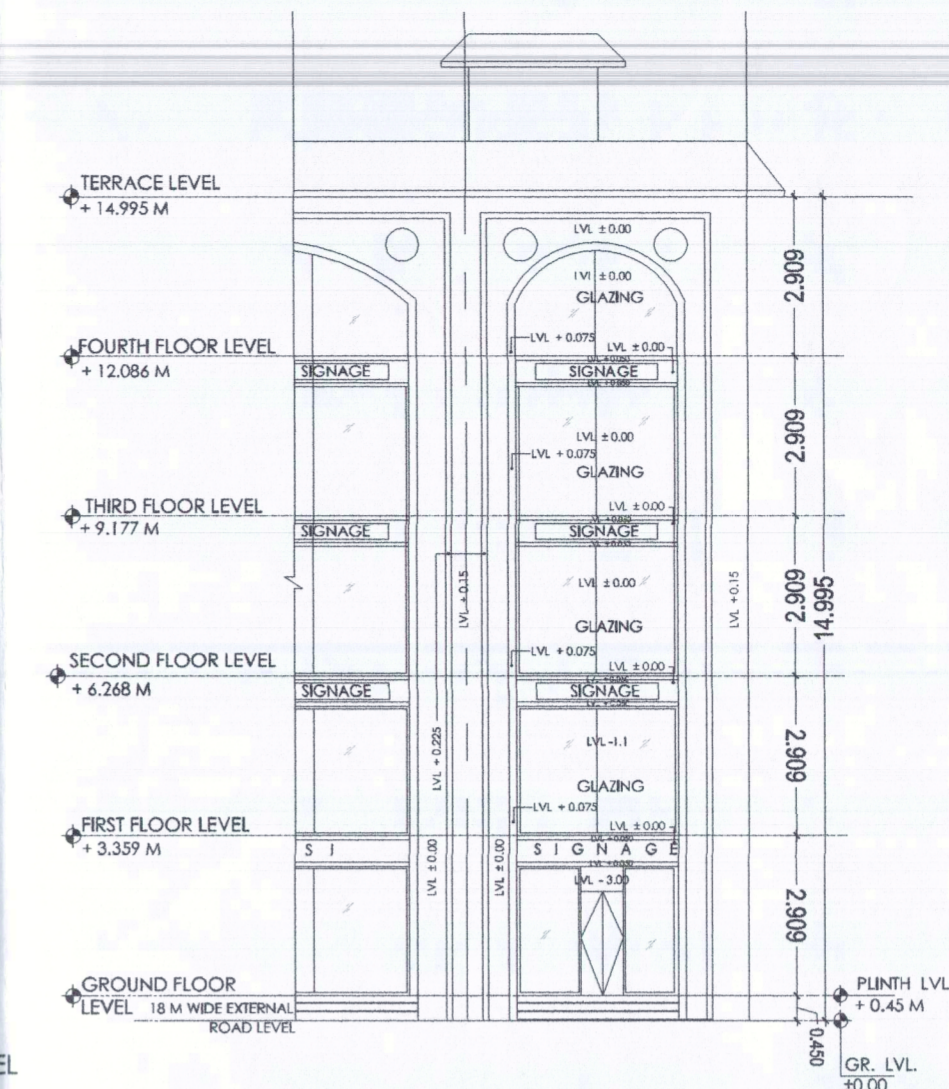 TERRACE LEVEL
+ 14.995 M
LVL ±0.00
LVL ±0.00
GLAZING
2.909
FOURTH FLOOR LEVEL
+ 12.086 M
LVL + 0.075
LVL ±0.00
SIGNAGE
SIGNAGE
LVL ±0.00
2.909
LVL + 0.075
GLAZING
THIRD FLOOR LEVEL
+ 9.177 M
LVL ±0.00
SIGNAGE
SIGNAGE
LVL + 0.15
LVL ±0.00
LVL +0.15
2.909
14.995
GLAZING
SECOND FLOOR LEVEL
+ 6.268 M
LVL + 0.075
LVL ±0.00
SIGNAGE
SIGNAGE
LVL + 0.225
LVL -1.1
2.909
GLAZING
LVL + 0.075
FIRST FLOOR LEVEL
+ 3.359 M
LVL ±0.00
S I
SIGNAGE
LVL ±0.00
LVL ±0.00
LVL - 3.00
2.909
GROUND FLOOR
LEVEL
18 M WIDE EXTERNAL
ROAD LEVEL
PLINTH LVL
+ 0.45 M
0.450
EL
GR. LVL.
±0.00